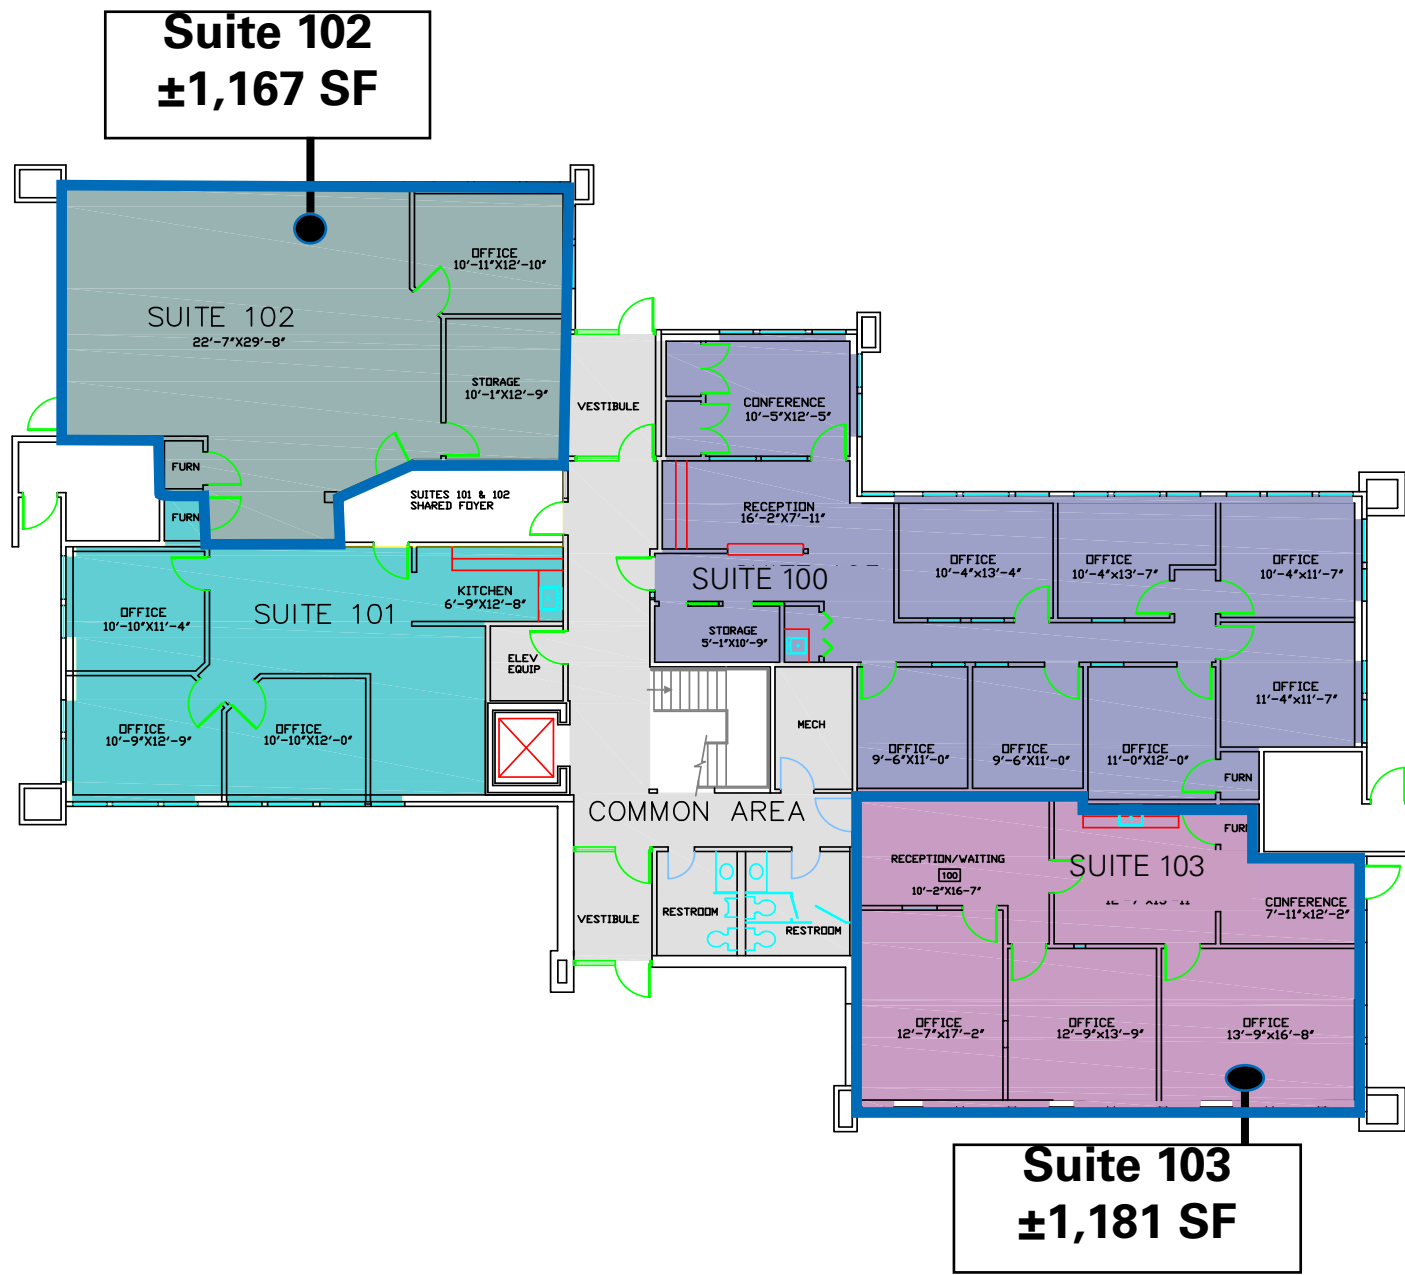 Suite 102
±1,167 SF
OFFICE
10'-11"X12'-10"
SUITE 102
22'-7"X29'-8"
STORAGE
10'-1"X12'-9"
VESTIBULE
CONFERENCE
10'-5"X12'-5"
FURN
SUITES 101 & 102
SHARED FOYER
FURN
RECEPTION
16'-2"X7'-11"
SUITE 100
OFFICE
10'-4"x13'-4"
OFFICE
10'-4"x13'-7"
OFFICE
10'-4"x11'-7"
KITCHEN
6'-9"X12'-8"
SUITE 101
OFFICE
10'-10"X11'-4"
STORAGE
5'-1"X10'-9"
ELEV
EQUIP
OFFICE
11'-4"x11'-7"
OFFICE
10'-9"X12'-9"
OFFICE
10'-10"X12'-0"
MECH
OFFICE
9'-6"X11'-0"
OFFICE
9'-6"X11'-0"
OFFICE
11'-0"X12'-0"
FURN
COMMON AREA
RECEPTION/WAITING
100
10'-2"X16'-7"
SUITE 103
CONFERENCE
7'-11"x12'-2"
VESTIBULE
RESTROOM
RESTROOM
OFFICE
12'-7"x17'-2"
OFFICE
12'-9"x13'-9"
OFFICE
13'-9"x16'-8"
Suite 103
±1,181 SF